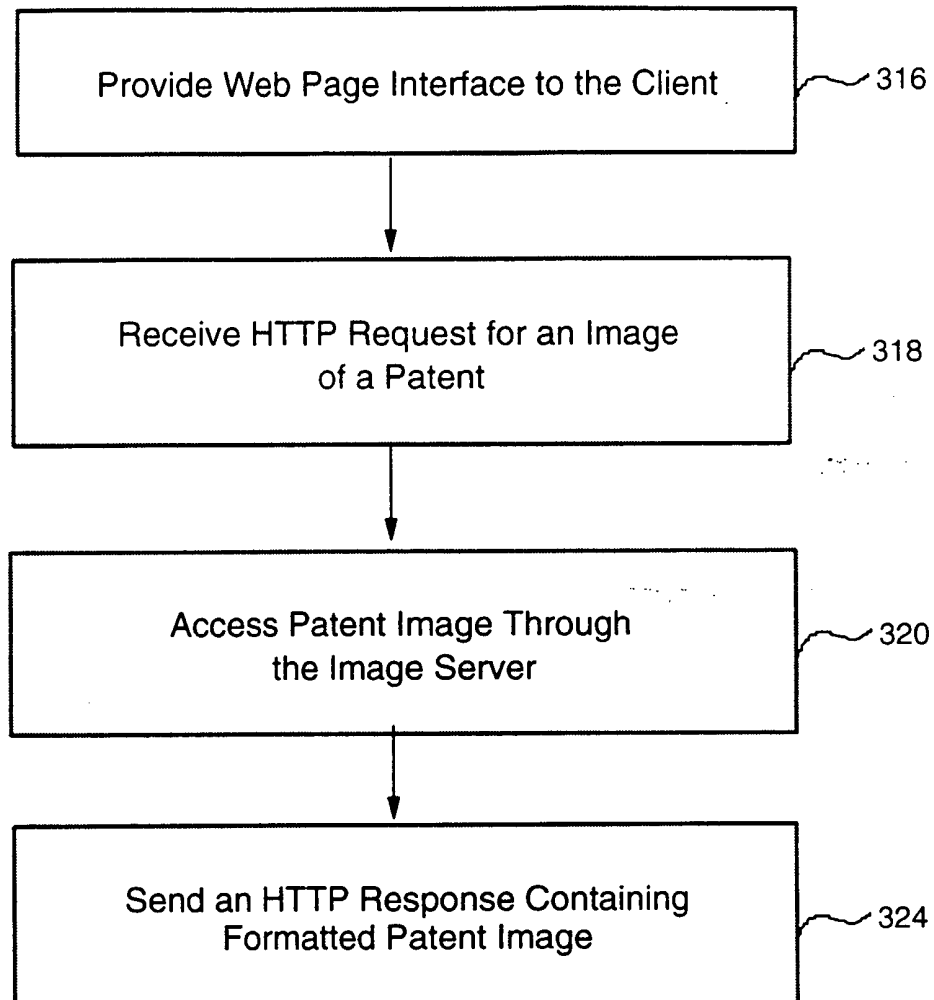 Provide Web Page Interface to the Client
316
Receive HTTP Request for an Image
of a Patent
318
Access Patent Image Through
the Image Server
320
Send an HTTP Response Containing
Formatted Patent Image
324